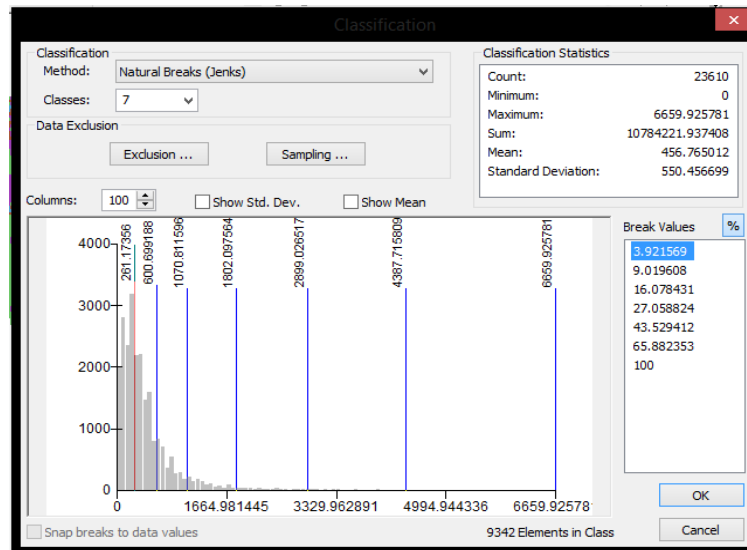 Classification
Classification
Method: Natural Breaks (Jenks)
Classes: 7
Data Exclusion
Exclusion ... Sampling ...
Classification Statistics
Count: 23610
Minimum: 0
Maximum: 6659.925781
Sum: 10784221.937408
Mean: 456.765012
Standard Deviation: 550.456699
Columns: 100 Show Std. Dev. Show Mean
Break Values %
261.17356 600.699188 1070.811596 1802.097564 2899.026517 4387.715809 6659.925781
4000
3000
2000
1000
0
0 1664.981445 3329.962891 4994.944336 6659.92578
3.921569
9.019608
16.078431
27.058824
43.529412
65.882353
100
OK
Snap breaks to data values 9342 Elements in Class Cancel